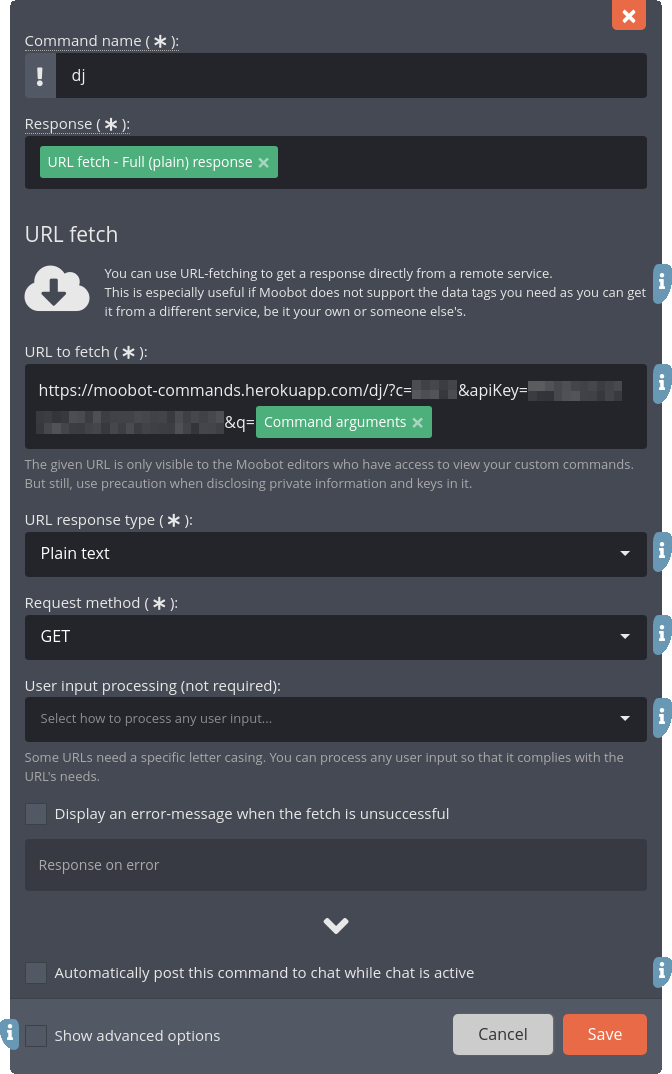 Command name ( ∗ ):
! dj
Response ( ∗ ):
URL fetch - Full (plain) response ×
URL fetch
You can use URL-fetching to get a response directly from a remote service.
This is especially useful if Moobot does not support the data tags you need as you can get
it from a different service, be it your own or someone else's.
URL to fetch ( ∗ ):
https://moobot-commands.herokuapp.com/dj/?c= &apiKey=
&q= Command arguments ×
The given URL is only visible to the Moobot editors who have access to view your custom commands.
But still, use precaution when disclosing private information and keys in it.
URL response type ( ∗ ):
Plain text
Request method ( ∗ ):
GET
User input processing (not required):
Select how to process any user input...
Some URLs need a specific letter casing. You can process any user input so that it complies with the
URL's needs.
Display an error-message when the fetch is unsuccessful
Response on error
Automatically post this command to chat while chat is active
Show advanced options
Cancel
Save